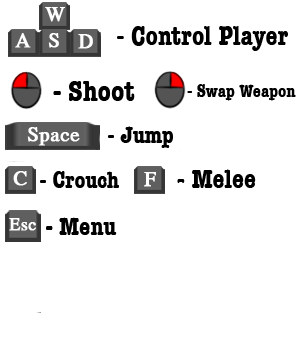 W
A S D - Control Player
- Shoot - Swap Weapon
Space - Jump
C - Crouch F - Melee
Esc - Menu